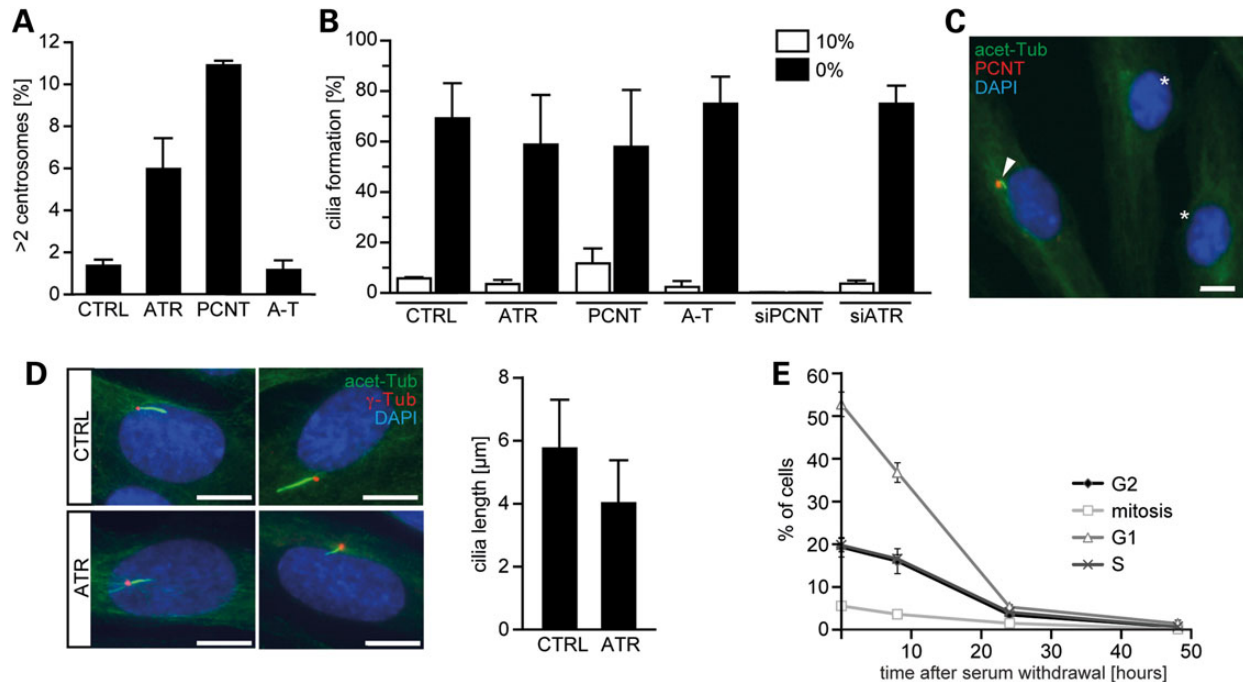 A
>2 centrosomes [%]
12
10
8
6
4
2
0
CTRL ATR PCNT A-T
B
cilia formation [%]
100
80
60
40
20
0
10%
0%
CTRL ATR PCNT A-T siPCNT siATR
C
acet-Tub
PCNT
DAPI
*
*
D
CTRL
ATR
acet-Tub
γ-Tub
DAPI
cilia length [µm]
8
6
4
2
0
CTRL ATR
E
% of cells
60
50
40
30
20
10
0
G2
mitosis
G1
S
10 20 30 40 50
time after serum withdrawal [hours]